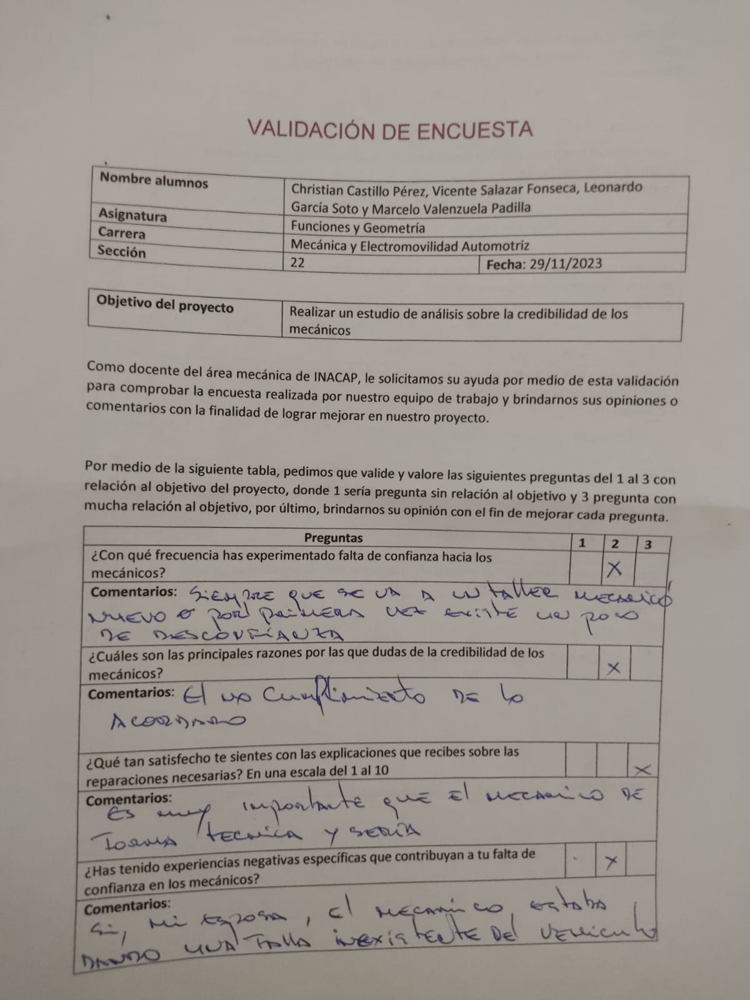 VALIDACIÓN DE ENCUESTA
Nombre alumnos
Christian Castillo Pérez, Vicente Salazar Fonseca, Leonardo
García Soto y Marcelo Valenzuela Padilla
Asignatura
Funciones y Geometría
Carrera
Mecánica y Electromovilidad Automotriz
Sección
22
Fecha: 29/11/2023
Objetivo del proyecto
Realizar un estudio de análisis sobre la credibilidad de los
mecánicos
Como docente del área mecánica de INACAP, le solicitamos su ayuda por medio de esta validación
para comprobar la encuesta realizada por nuestro equipo de trabajo y brindarnos sus opiniones o
comentarios con la finalidad de lograr mejorar en nuestro proyecto.
Por medio de la siguiente tabla, pedimos que valide y valore las siguientes preguntas del 1 al 3 con
relación al objetivo del proyecto, donde 1 sería pregunta sin relación al objetivo y 3 pregunta con
mucha relación al objetivo, por último, brindarnos su opinión con el fin de mejorar cada pregunta.
Preguntas 1 2 3
¿Con qué frecuencia has experimentado falta de confianza hacia los
mecánicos? X
Comentarios: SIEMPRE QUE SE VA A UN TALLER MECANICO
NUEVO O POR PRIMERA VEZ EXISTE UN POCO
DE DESCONFIANZA
¿Cuáles son las principales razones por las que dudas de la credibilidad de los
mecánicos? X
Comentarios: El NO Cumplimiento DE lo
ACORDADO
¿Qué tan satisfecho te sientes con las explicaciones que recibes sobre las
reparaciones necesarias? En una escala del 1 al 10 X
Comentarios:
ES muy importante que El MECANICO DE
FORMA TECNICA Y SERIA
¿Has tenido experiencias negativas específicas que contribuyan a tu falta de
confianza en los mecánicos? X
Comentarios:
Si, Mi ESPOSA, El MECANICO, estaba
DANDO UNA FALLA INEXISTENTE DEl VEHICULO